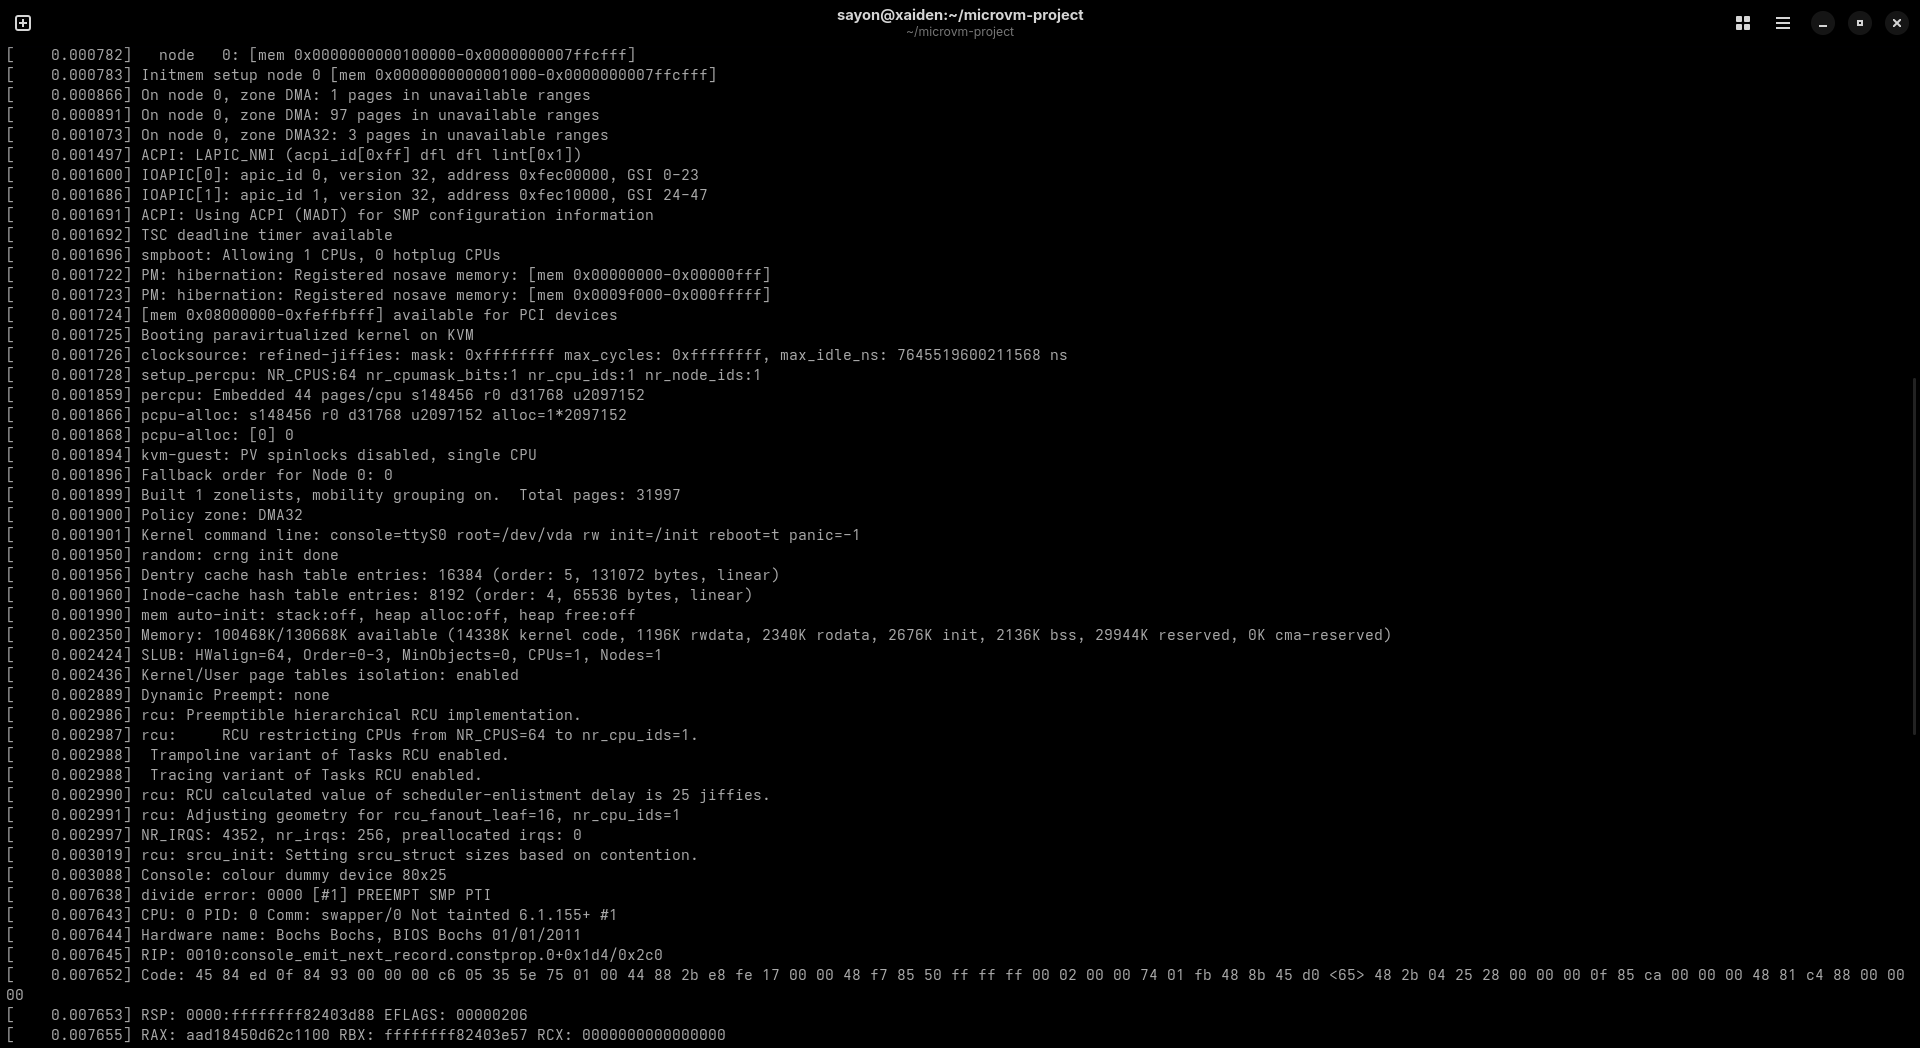 sayon@xaiden:~/microvm-project
~/microvm-project
[    0.000782]   node   0: [mem 0x0000000000100000-0x0000000007ffcfff]
[    0.000783] Initmem setup node 0 [mem 0x0000000000001000-0x0000000007ffcfff]
[    0.000866] On node 0, zone DMA: 1 pages in unavailable ranges
[    0.000891] On node 0, zone DMA: 97 pages in unavailable ranges
[    0.001073] On node 0, zone DMA32: 3 pages in unavailable ranges
[    0.001497] ACPI: LAPIC_NMI (acpi_id[0xff] dfl dfl lint[0x1])
[    0.001600] IOAPIC[0]: apic_id 0, version 32, address 0xfec00000, GSI 0-23
[    0.001686] IOAPIC[1]: apic_id 1, version 32, address 0xfec10000, GSI 24-47
[    0.001691] ACPI: Using ACPI (MADT) for SMP configuration information
[    0.001692] TSC deadline timer available
[    0.001696] smpboot: Allowing 1 CPUs, 0 hotplug CPUs
[    0.001722] PM: hibernation: Registered nosave memory: [mem 0x00000000-0x00000fff]
[    0.001723] PM: hibernation: Registered nosave memory: [mem 0x0009f000-0x000fffff]
[    0.001724] [mem 0x08000000-0xfeffbfff] available for PCI devices
[    0.001725] Booting paravirtualized kernel on KVM
[    0.001726] clocksource: refined-jiffies: mask: 0xffffffff max_cycles: 0xffffffff, max_idle_ns: 7645519600211568 ns
[    0.001728] setup_percpu: NR_CPUS:64 nr_cpumask_bits:1 nr_cpu_ids:1 nr_node_ids:1
[    0.001859] percpu: Embedded 44 pages/cpu s148456 r0 d31768 u2097152
[    0.001866] pcpu-alloc: s148456 r0 d31768 u2097152 alloc=1*2097152
[    0.001868] pcpu-alloc: [0] 0
[    0.001894] kvm-guest: PV spinlocks disabled, single CPU
[    0.001896] Fallback order for Node 0: 0
[    0.001899] Built 1 zonelists, mobility grouping on.  Total pages: 31997
[    0.001900] Policy zone: DMA32
[    0.001901] Kernel command line: console=ttyS0 root=/dev/vda rw init=/init reboot=t panic=-1
[    0.001950] random: crng init done
[    0.001956] Dentry cache hash table entries: 16384 (order: 5, 131072 bytes, linear)
[    0.001960] Inode-cache hash table entries: 8192 (order: 4, 65536 bytes, linear)
[    0.001990] mem auto-init: stack:off, heap alloc:off, heap free:off
[    0.002350] Memory: 100468K/130668K available (14338K kernel code, 1196K rwdata, 2340K rodata, 2676K init, 2136K bss, 29944K reserved, 0K cma-reserved)
[    0.002424] SLUB: HWalign=64, Order=0-3, MinObjects=0, CPUs=1, Nodes=1
[    0.002436] Kernel/User page tables isolation: enabled
[    0.002889] Dynamic Preempt: none
[    0.002986] rcu: Preemptible hierarchical RCU implementation.
[    0.002987] rcu:     RCU restricting CPUs from NR_CPUS=64 to nr_cpu_ids=1.
[    0.002988]  Trampoline variant of Tasks RCU enabled.
[    0.002988]  Tracing variant of Tasks RCU enabled.
[    0.002990] rcu: RCU calculated value of scheduler-enlistment delay is 25 jiffies.
[    0.002991] rcu: Adjusting geometry for rcu_fanout_leaf=16, nr_cpu_ids=1
[    0.002997] NR_IRQS: 4352, nr_irqs: 256, preallocated irqs: 0
[    0.003019] rcu: srcu_init: Setting srcu_struct sizes based on contention.
[    0.003088] Console: colour dummy device 80x25
[    0.007638] divide error: 0000 [#1] PREEMPT SMP PTI
[    0.007643] CPU: 0 PID: 0 Comm: swapper/0 Not tainted 6.1.155+ #1
[    0.007644] Hardware name: Bochs Bochs, BIOS Bochs 01/01/2011
[    0.007645] RIP: 0010:console_emit_next_record.constprop.0+0x1d4/0x2c0
[    0.007652] Code: 45 84 ed 0f 84 93 00 00 00 c6 05 35 5e 75 01 00 44 88 2b e8 fe 17 00 00 48 f7 85 50 ff ff ff 00 02 00 00 74 01 fb 48 8b 45 d0 <65> 48 2b 04 25 28 00 00 00 0f 85 ca 00 00 00 48 81 c4 88 00 00
00
[    0.007653] RSP: 0000:ffffffff82403d88 EFLAGS: 00000206
[    0.007655] RAX: aad18450d62c1100 RBX: ffffffff82403e57 RCX: 0000000000000000